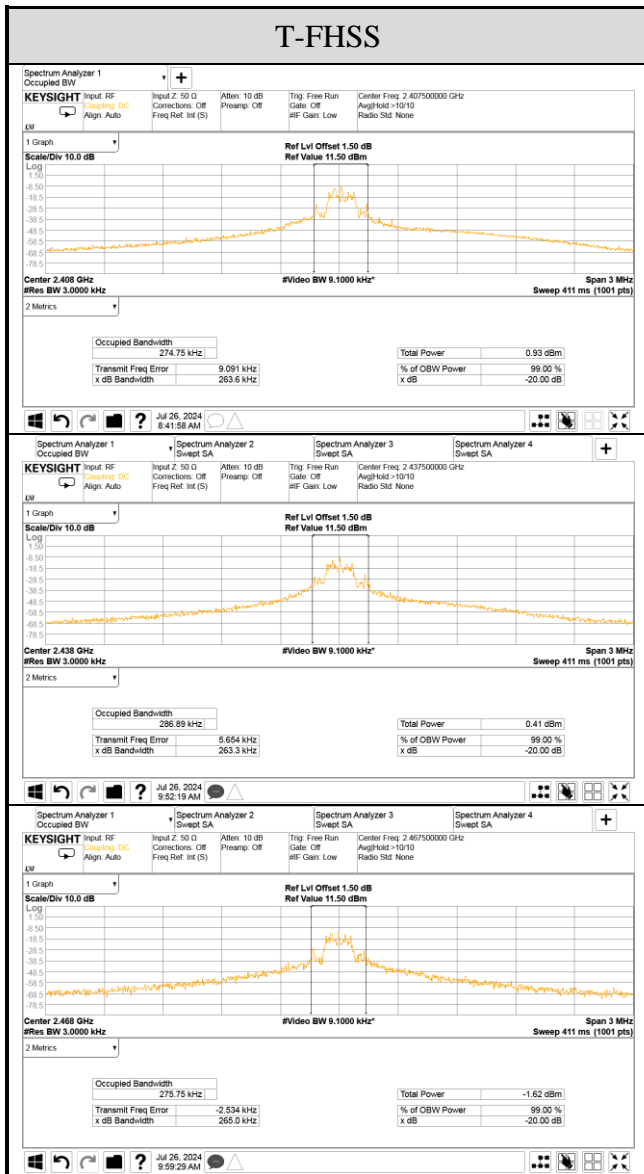 T-FHSS
Spectrum Analyzer 1
Occupied BW
+
KEYSIGHT Input: RF Input Z: 50 Ω Atten: 10 dB Trig: Free Run Center Freq: 2.407500000 GHz
Coupling: DC Corrections: Off Preamp: Off Gate: Off Avg|Hold:>10/10
Align: Auto Freq Ref: Int (S) #IF Gain: Low Radio Std: None
1 Graph
Ref Lvl Offset 1.50 dB
Scale/Div 10.0 dB Ref Value 11.50 dBm
Log
1.50
-8.50
-18.5
-28.5
-38.5
-48.5
-58.5
-68.5
-78.5
Center 2.408 GHz #Video BW 9.1000 kHz* Span 3 MHz
#Res BW 3.0000 kHz Sweep 411 ms (1001 pts)
2 Metrics
Occupied Bandwidth
274.75 kHz Total Power 0.93 dBm
Transmit Freq Error 9.091 kHz % of OBW Power 99.00 %
x dB Bandwidth 263.6 kHz x dB -20.00 dB
? Jul 26, 2024
8:41:58 AM
Spectrum Analyzer 1 Spectrum Analyzer 2 Spectrum Analyzer 3 Spectrum Analyzer 4
Occupied BW Swept SA Swept SA Swept SA
+
KEYSIGHT Input: RF Input Z: 50 Ω Atten: 10 dB Trig: Free Run Center Freq: 2.437500000 GHz
Coupling: DC Corrections: Off Preamp: Off Gate: Off Avg|Hold:>10/10
Align: Auto Freq Ref: Int (S) #IF Gain: Low Radio Std: None
1 Graph
Ref Lvl Offset 1.50 dB
Scale/Div 10.0 dB Ref Value 11.50 dBm
Log
1.50
-8.50
-18.5
-28.5
-38.5
-48.5
-58.5
-68.5
-78.5
Center 2.438 GHz #Video BW 9.1000 kHz* Span 3 MHz
#Res BW 3.0000 kHz Sweep 411 ms (1001 pts)
2 Metrics
Occupied Bandwidth
286.89 kHz Total Power 0.41 dBm
Transmit Freq Error 5.654 kHz % of OBW Power 99.00 %
x dB Bandwidth 263.3 kHz x dB -20.00 dB
? Jul 26, 2024
9:52:19 AM
Spectrum Analyzer 1 Spectrum Analyzer 2 Spectrum Analyzer 3 Spectrum Analyzer 4
Occupied BW Swept SA Swept SA Swept SA
+
KEYSIGHT Input: RF Input Z: 50 Ω Atten: 10 dB Trig: Free Run Center Freq: 2.467500000 GHz
Coupling: DC Corrections: Off Preamp: Off Gate: Off Avg|Hold:>10/10
Align: Auto Freq Ref: Int (S) #IF Gain: Low Radio Std: None
1 Graph
Ref Lvl Offset 1.50 dB
Scale/Div 10.0 dB Ref Value 11.50 dBm
Log
1.50
-8.50
-18.5
-28.5
-38.5
-48.5
-58.5
-68.5
-78.5
Center 2.468 GHz #Video BW 9.1000 kHz* Span 3 MHz
#Res BW 3.0000 kHz Sweep 411 ms (1001 pts)
2 Metrics
Occupied Bandwidth
275.75 kHz Total Power -1.62 dBm
Transmit Freq Error -2.534 kHz % of OBW Power 99.00 %
x dB Bandwidth 265.0 kHz x dB -20.00 dB
? Jul 26, 2024
9:59:29 AM